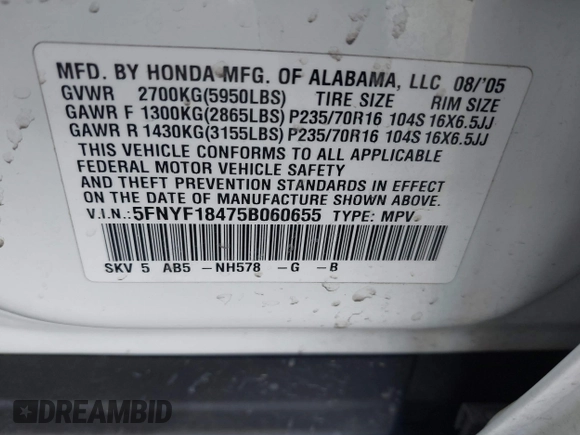 MFD. BY HONDA MFG. OF ALABAMA, LLC 08/'05
GVWR 2700KG(5950LBS) TIRE SIZE RIM SIZE
GAWR F 1300KG(2865LBS) P235/70R16 104S 16X6.5JJ
GAWR R 1430KG(3155LBS) P235/70R16 104S 16X6.5JJ
THIS VEHICLE CONFORMS TO ALL APPLICABLE
FEDERAL MOTOR VEHICLE SAFETY
AND THEFT PREVENTION STANDARDS IN EFFECT
ON THE DATE OF MANUFACTURE SHOWN ABOVE.
V.I.N.:5FNYF18475B060655 TYPE: MPV
SKV 5 AB5 -NH578 -G -B
DREAMBID